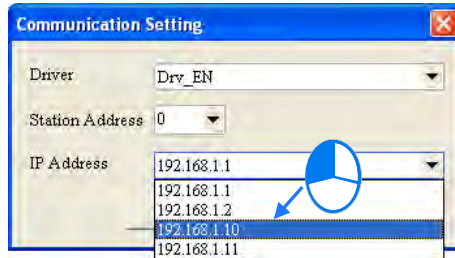 Communication Setting
Driver Drv_EN
Station Address 0
IP Address 192.168.1.1
192.168.1.1
192.168.1.2
192.168.1.10
192.168.1.11